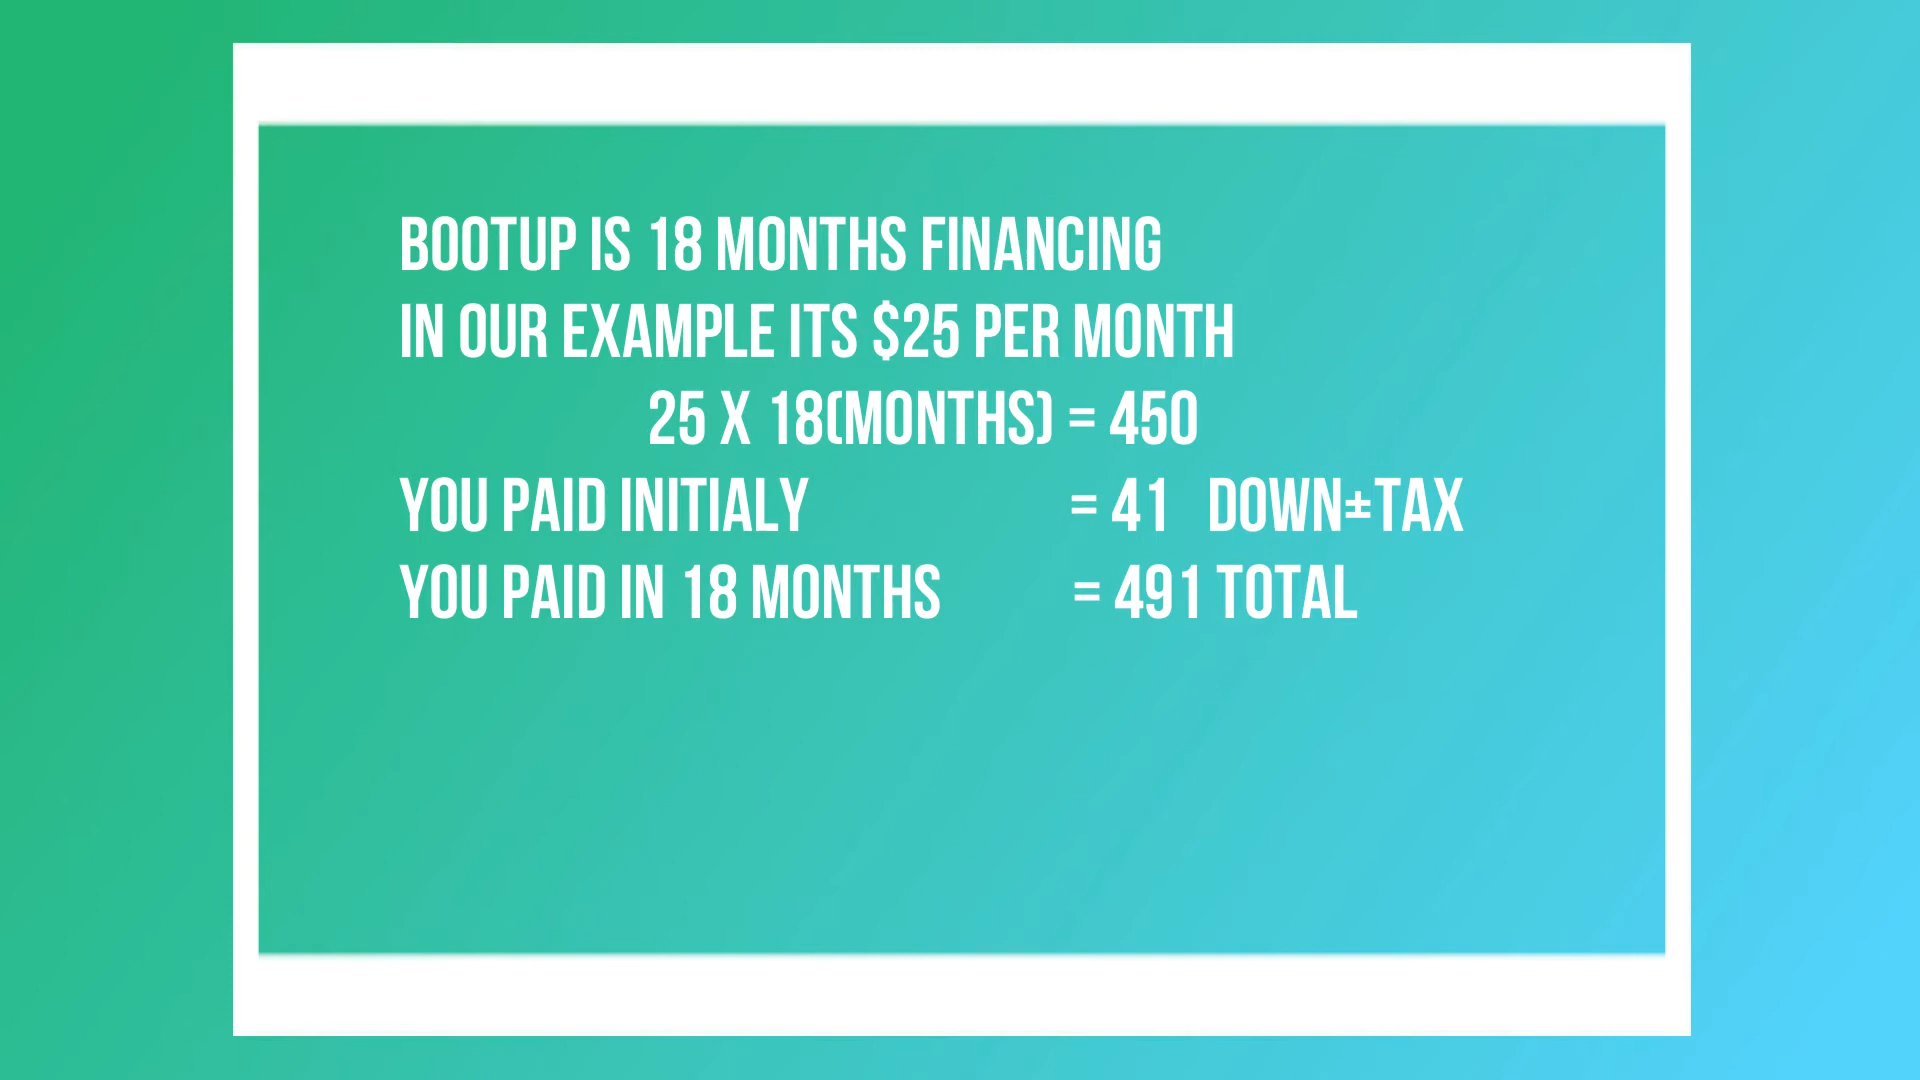 BOOTUP IS 18 MONTHS FINANCING
IN OUR EXAMPLE ITS $25 PER MONTH
25 X 18(MONTHS) = 450
YOU PAID INITIALY = 41 DOWN±TAX
YOU PAID IN 18 MONTHS = 491 TOTAL